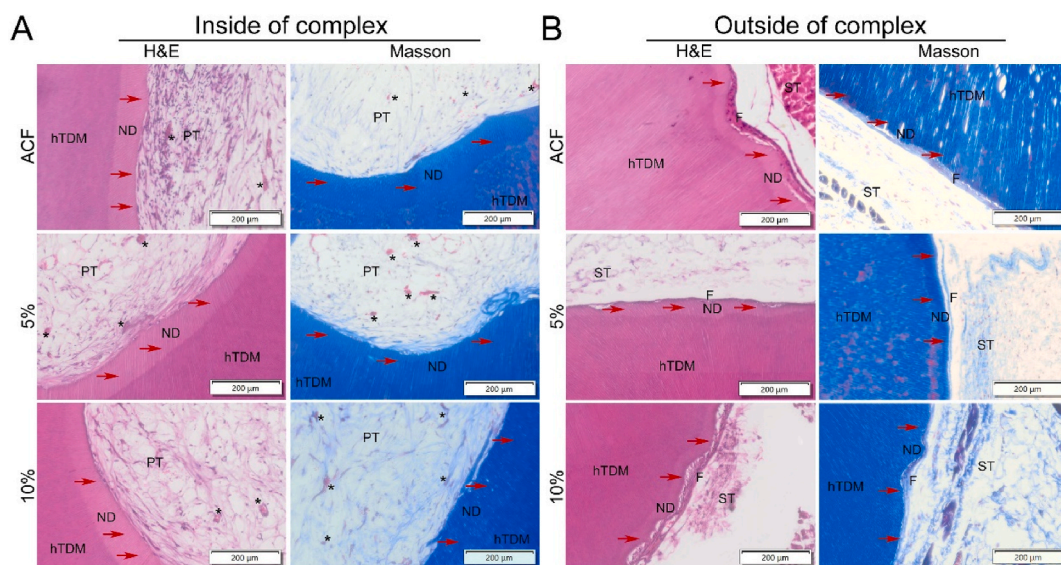 A Inside of complex B Outside of complex
H&E Masson H&E Masson
ACF
ND * PT * hTDM 200 µm
* * * PT * ND hTDM 200 µm
ST F hTDM ND 200 µm
hTDM ND F ST 200 µm
5%
* PT * * ND hTDM 200 µm
* * PT * * * * ND hTDM 200 µm
ST F ND hTDM 200 µm
F ND hTDM ST 200 µm
10%
PT * * ND hTDM 200 µm
* * PT * * * ND hTDM 200 µm
hTDM F ST ND 200 µm
ND ST hTDM F 200 µm